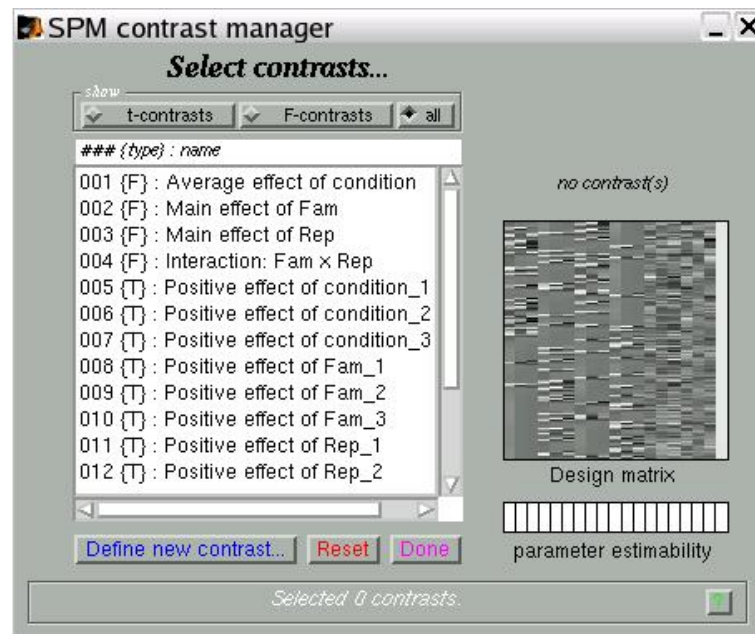 SPM contrast manager
Select contrasts...
show
t-contrasts F-contrasts all
### {type} : name
001 {F} : Average effect of condition
002 {F} : Main effect of Fam
003 {F} : Main effect of Rep
004 {F} : Interaction: Fam x Rep
005 {T} : Positive effect of condition_1
006 {T} : Positive effect of condition_2
007 {T} : Positive effect of condition_3
008 {T} : Positive effect of Fam_1
009 {T} : Positive effect of Fam_2
010 {T} : Positive effect of Fam_3
011 {T} : Positive effect of Rep_1
012 {T} : Positive effect of Rep_2
no contrast(s)
Design matrix
parameter estimability
Define new contrast... Reset Done
Selected 0 contrasts.
?